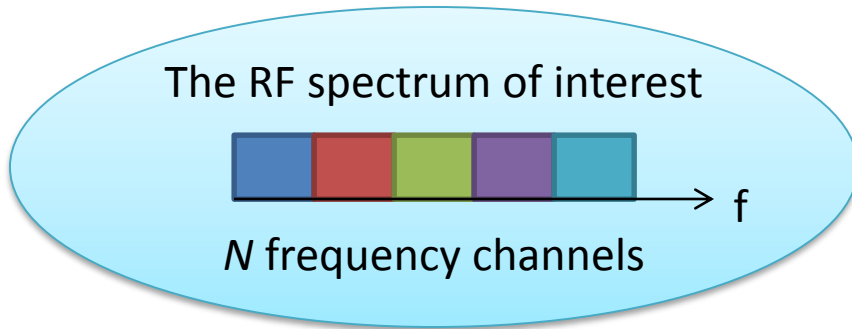 The RF spectrum of interest
f
N frequency channels